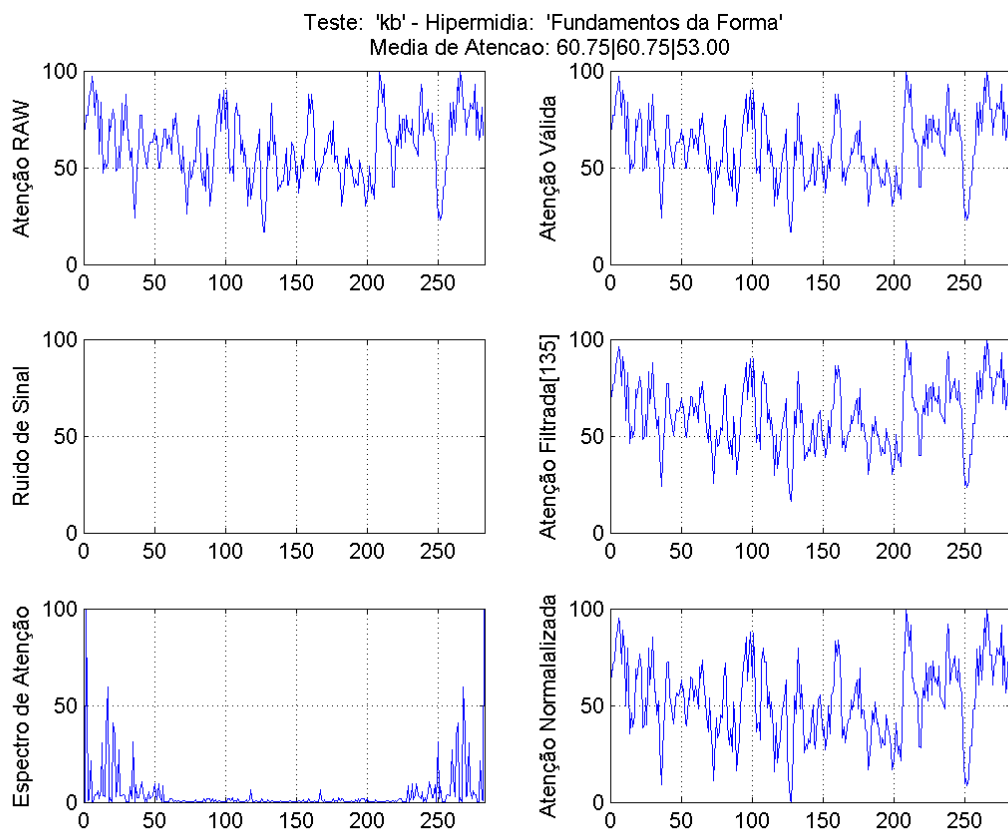 Teste:  'kb' - Hipermidia:  'Fundamentos da Forma'
Media de Atencao: 60.75|60.75|53.00
Atenção RAW
100
50
0
0 50 100 150 200 250
Atenção Válida
100
50
0
0 50 100 150 200 250
Ruido de Sinal
100
50
0
0 50 100 150 200 250
Atenção Filtrada[135]
100
50
0
0 50 100 150 200 250
Espectro de Atenção
100
50
0
0 50 100 150 200 250
Atenção Normlalizada
100
50
0
0 50 100 150 200 250